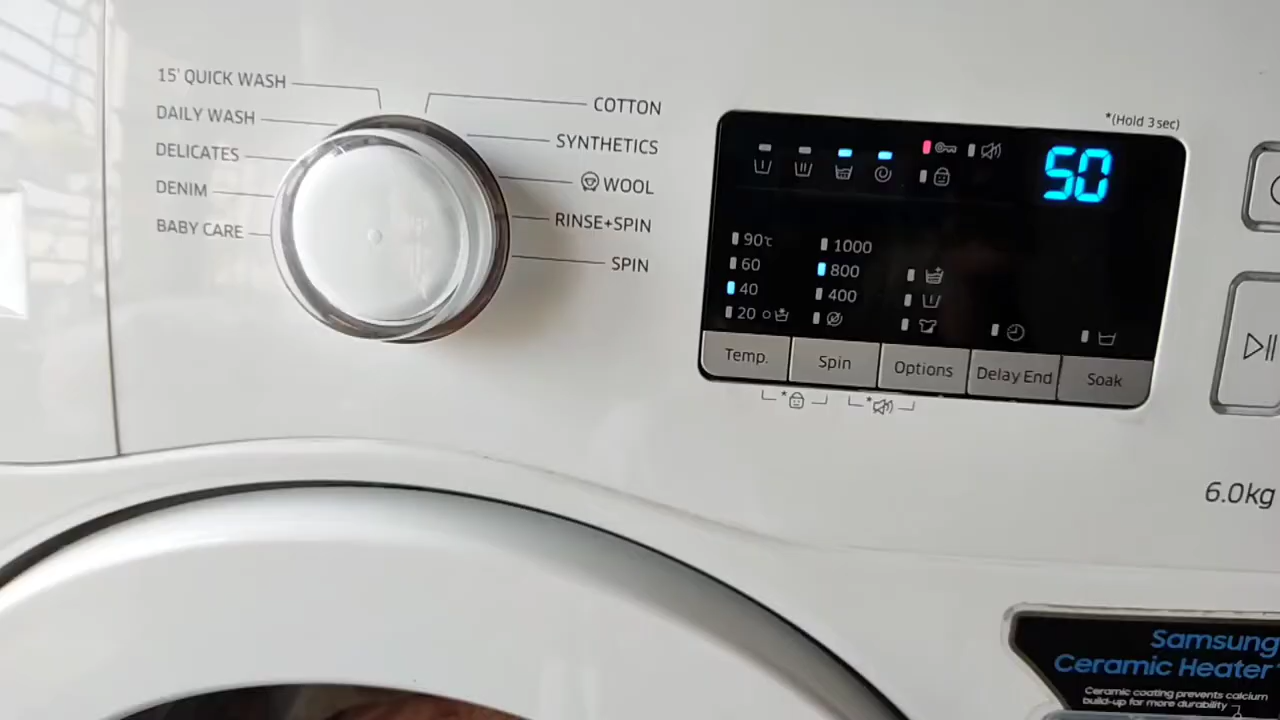 15' QUICK WASH
DAILY WASH
DELICATES
DENIM
BABY CARE
COTTON
SYNTHETICS
WOOL
RINSE+SPIN
SPIN
*(Hold 3 sec)
50
90℃
60
40
20
1000
800
400
Temp.
Spin
Options
Delay End
Soak
*
*
6.0kg
Samsung
Ceramic Heater
Ceramic coating prevents calcium
build-up for more durability